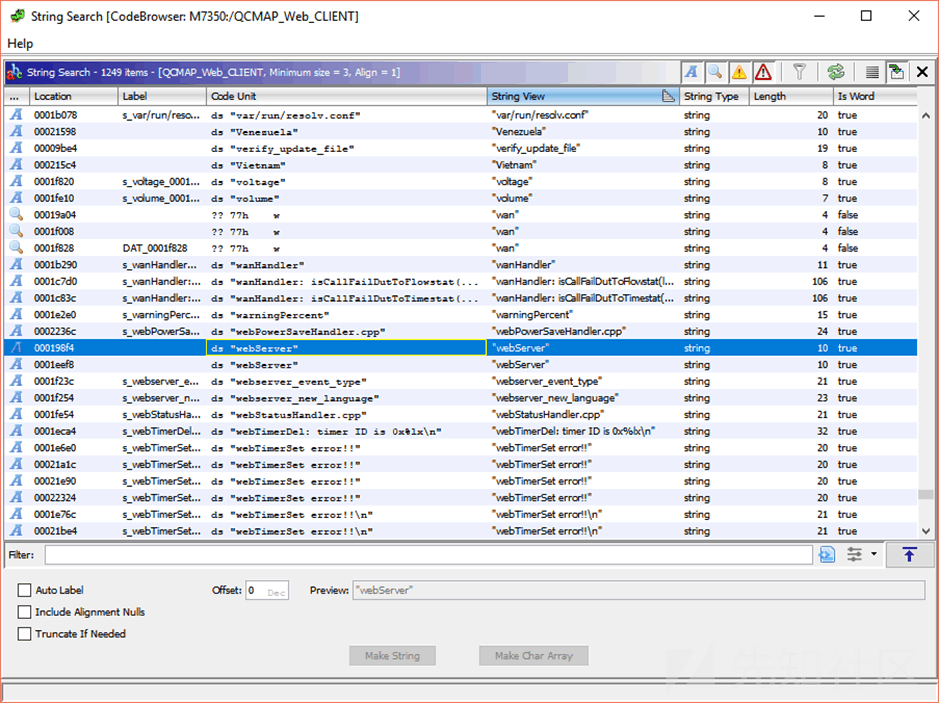 String Search [CodeBrowser: M7350:/QCMAP_Web_CLIENT]
Help
String Search - 1249 items - [QCMAP_Web_CLIENT, Minimum size = 3, Align = 1]
... Location Label Code Unit String View String Type Length Is Word
A 0001b078 s_var/run/reso... ds "var/run/resolv.conf" "var/run/resolv.conf" string 20 true
A 00021598 ds "Venezuela" "Venezuela" string 10 true
A 00009be4 ds "verify_update_file" "verify_update_file" string 19 true
A 000215c4 ds "Vietnam" "Vietnam" string 8 true
A 0001f820 s_voltage_0001... ds "voltage" "voltage" string 8 true
A 0001fe10 s_volume_0001... ds "volume" "volume" string 7 true
00019a04 ?? 77h w "wan" string 4 false
0001f008 ?? 77h w "wan" string 4 false
0001f828 DAT_0001f828 ?? 77h w "wan" string 4 false
A 0001b290 s_wanHandler... ds "wanHandler" "wanHandler" string 11 true
A 0001c7d0 s_wanHandler:... ds "wanHandler: isCallFailDutToFlowstat(... "wanHandler: isCallFailDutToFlowstat(l... string 106 true
A 0001c83c s_wanHandler:... ds "wanHandler: isCallFailDutToTimestat(... "wanHandler: isCallFailDutToTimestat(... string 106 true
A 0001e2e0 s_warningPerc... ds "warningPercent" "warningPercent" string 15 true
A 0002236c s_webPowerSa... ds "webPowerSaveHandler.cpp" "webPowerSaveHandler.cpp" string 24 true
A 000198f4 ds "webServer" "webServer" string 10 true
A 0001eef8 ds "webServer" "webServer" string 10 true
A 0001f23c s_webserver_e... ds "webserver_event_type" "webserver_event_type" string 21 true
A 0001f254 s_webserver_n... ds "webserver_new_language" "webserver_new_language" string 23 true
A 0001fe54 s_webStatusHa... ds "webStatusHandler.cpp" "webStatusHandler.cpp" string 21 true
A 0001eca4 s_webTimerDel... ds "webTimerDel: timer ID is 0x%lx\n" "webTimerDel: timer ID is 0x%lx\n" string 32 true
A 0001e6e0 s_webTimerSet... ds "webTimerSet error!!" "webTimerSet error!!" string 20 true
A 00021a1c s_webTimerSet... ds "webTimerSet error!!" "webTimerSet error!!" string 20 true
A 00021e90 s_webTimerSet... ds "webTimerSet error!!" "webTimerSet error!!" string 20 true
A 00022324 s_webTimerSet... ds "webTimerSet error!!" "webTimerSet error!!" string 20 true
A 0001e76c s_webTimerSet... ds "webTimerSet error!!\n" "webTimerSet error!!\n" string 21 true
A 00021be4 s_webTimerSet... ds "webTimerSet error!!\n" "webTimerSet error!!\n" string 21 true
Filter:
Auto Label Offset: 0 Dec Preview: "webServer"
Include Alignment Nulls
Truncate If Needed
Make String Make Char Array
先知社区